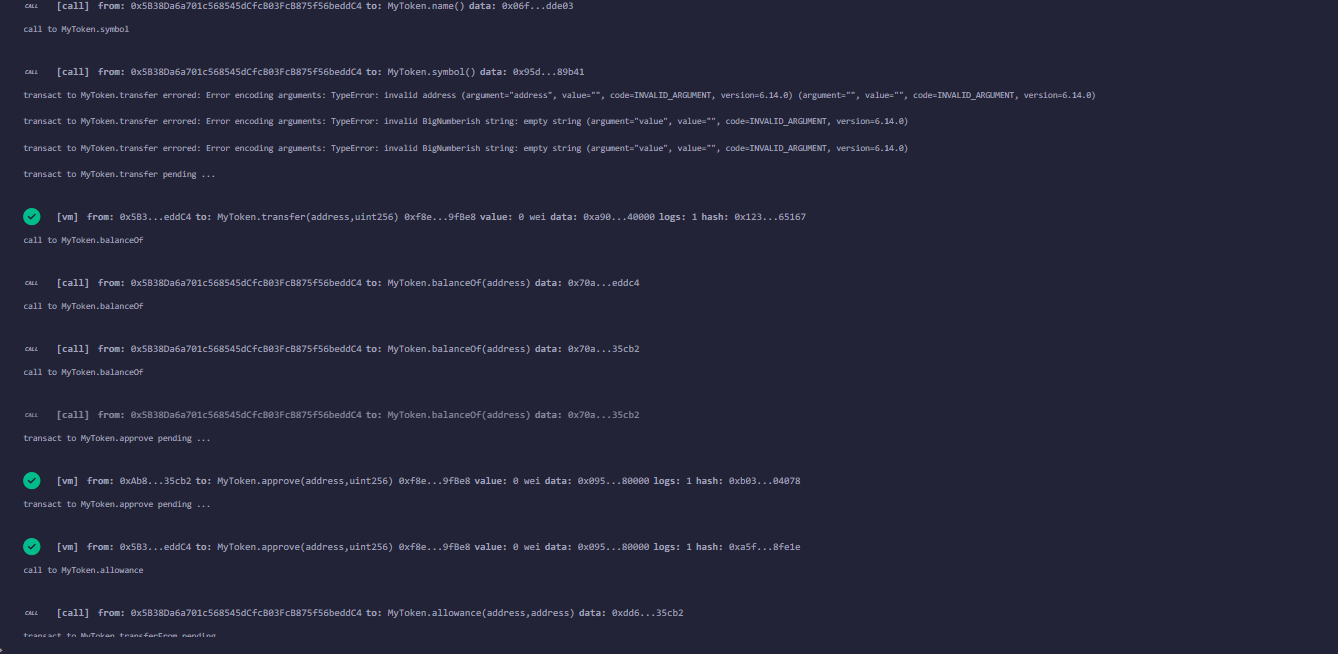 CALL [call] from: 0x5B38Da6a701c568545dCfcB03FcB875f56beddC4 to: MyToken.name() data: 0x06f...dde03
call to MyToken.symbol
CALL [call] from: 0x5B38Da6a701c568545dCfcB03FcB875f56beddC4 to: MyToken.symbol() data: 0x95d...89b41
transact to MyToken.transfer errored: Error encoding arguments: TypeError: invalid address (argument="address", value="", code=INVALID_ARGUMENT, version=6.14.0) (argument="", value="", code=INVALID_ARGUMENT, version=6.14.0)
transact to MyToken.transfer errored: Error encoding arguments: TypeError: invalid BigNumberish string: empty string (argument="value", value="", code=INVALID_ARGUMENT, version=6.14.0)
transact to MyToken.transfer errored: Error encoding arguments: TypeError: invalid BigNumberish string: empty string (argument="value", value="", code=INVALID_ARGUMENT, version=6.14.0)
transact to MyToken.transfer pending ...
[vm] from: 0x5B3...eddC4 to: MyToken.transfer(address,uint256) 0xf8e...9fBe8 value: 0 wei data: 0xa90...40000 logs: 1 hash: 0x123...65167
call to MyToken.balanceOf
CALL [call] from: 0x5B38Da6a701c568545dCfcB03FcB875f56beddC4 to: MyToken.balanceOf(address) data: 0x70a...eddc4
call to MyToken.balanceOf
CALL [call] from: 0x5B38Da6a701c568545dCfcB03FcB875f56beddC4 to: MyToken.balanceOf(address) data: 0x70a...35cb2
call to MyToken.balanceOf
CALL [call] from: 0x5B38Da6a701c568545dCfcB03FcB875f56beddC4 to: MyToken.balanceOf(address) data: 0x70a...35cb2
transact to MyToken.approve pending ...
[vm] from: 0xAb8...35cb2 to: MyToken.approve(address,uint256) 0xf8e...9fBe8 value: 0 wei data: 0x095...80000 logs: 1 hash: 0xb03...04078
transact to MyToken.approve pending ...
[vm] from: 0x5B3...eddC4 to: MyToken.approve(address,uint256) 0xf8e...9fBe8 value: 0 wei data: 0x095...80000 logs: 1 hash: 0xa5f...8fe1e
call to MyToken.allowance
CALL [call] from: 0x5B38Da6a701c568545dCfcB03FcB875f56beddC4 to: MyToken.allowance(address,address) data: 0xdd6...35cb2
transact to MyToken.transferFrom pending